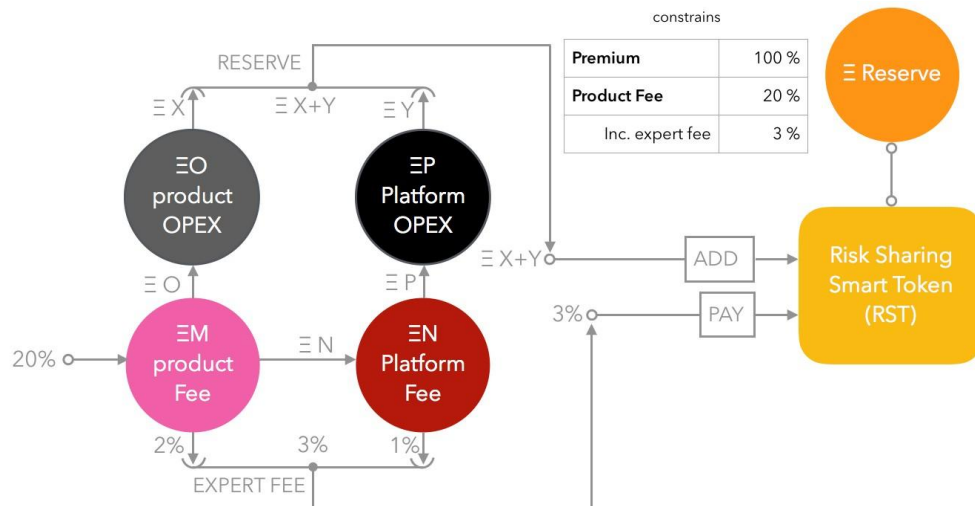 constrains
Premium 100 %
Product Fee 20 %
Inc. expert fee 3 %
Ξ Reserve
RESERVE
Ξ X
Ξ X+Y
Ξ Y
ΞO
product
OPEX
ΞP
Platform
OPEX
Ξ X+Y
ADD
Risk Sharing
Smart Token
(RST)
Ξ O
Ξ P
3%
PAY
20%
ΞM
product
Fee
Ξ N
ΞN
Platform
Fee
2%
3%
1%
EXPERT FEE